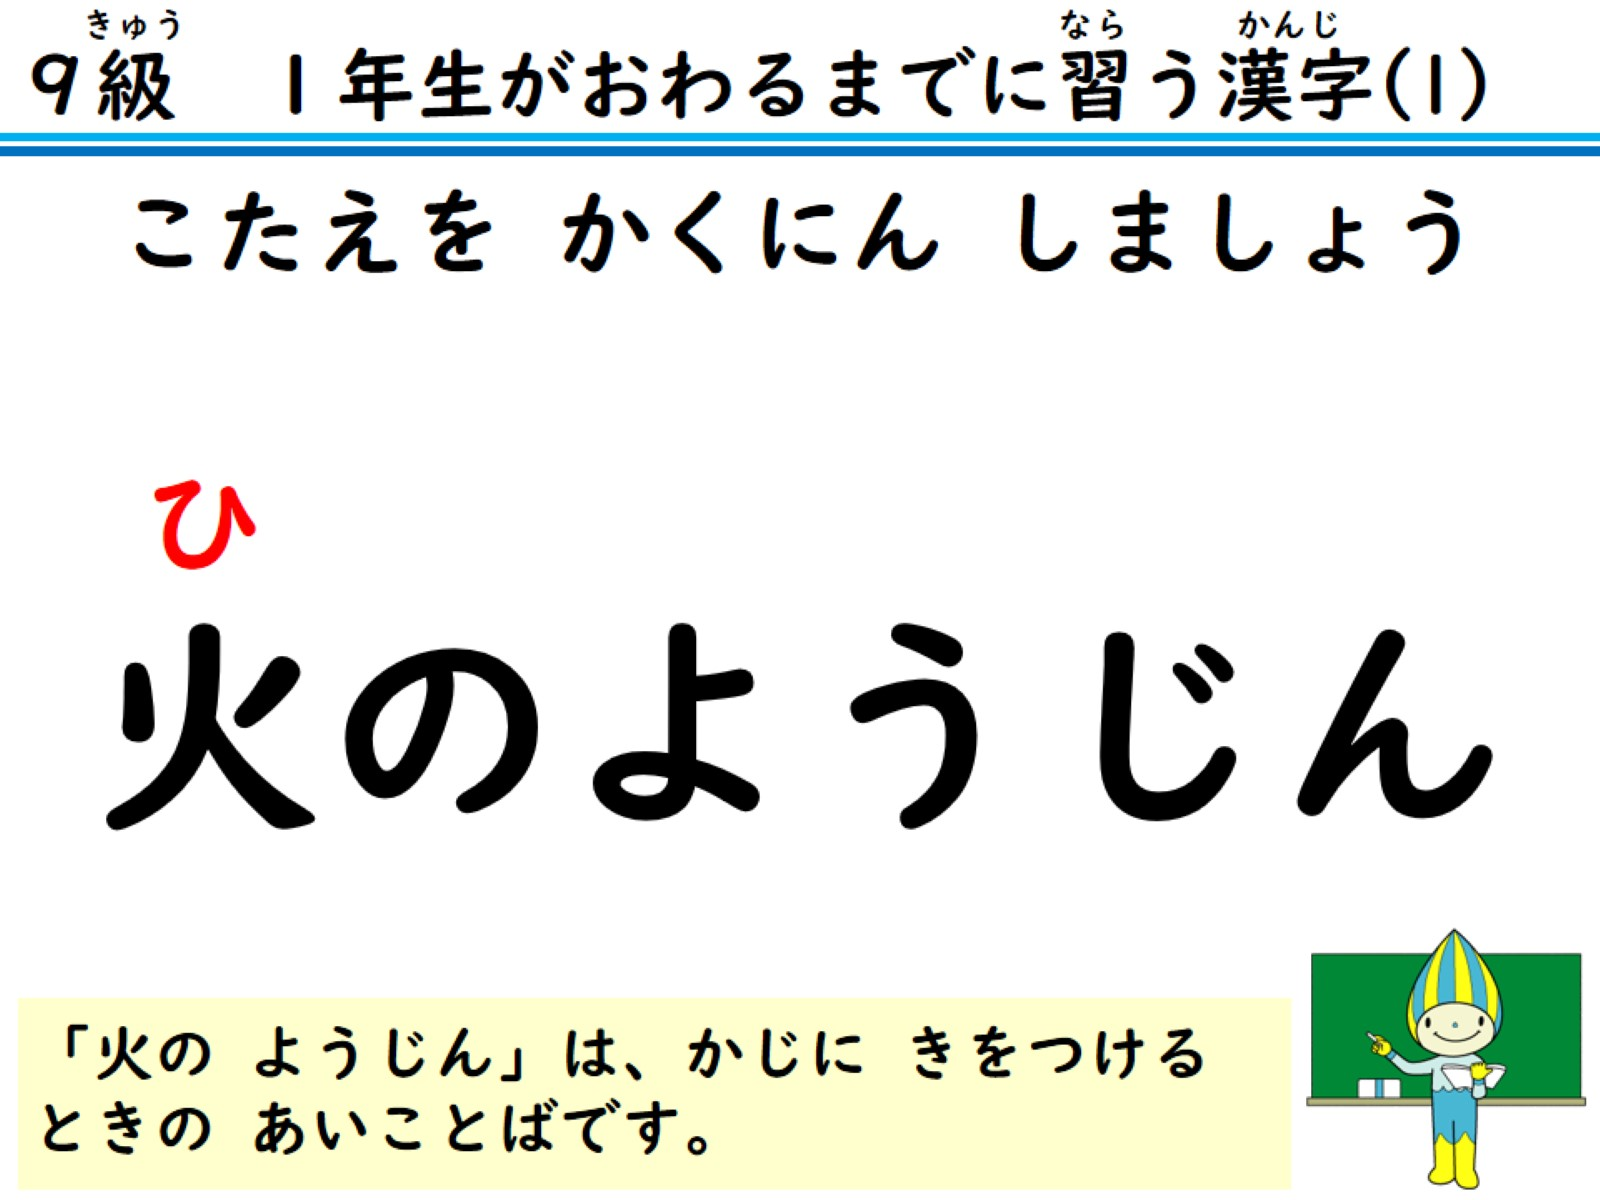 きゅう なら かんじ
9級 1年生がおわるまでに習う漢字(1)
こたえを かくにん しましょう
ひ
火のようじん
「火の ようじん」は、かじに きをつける
ときの あいことばです。